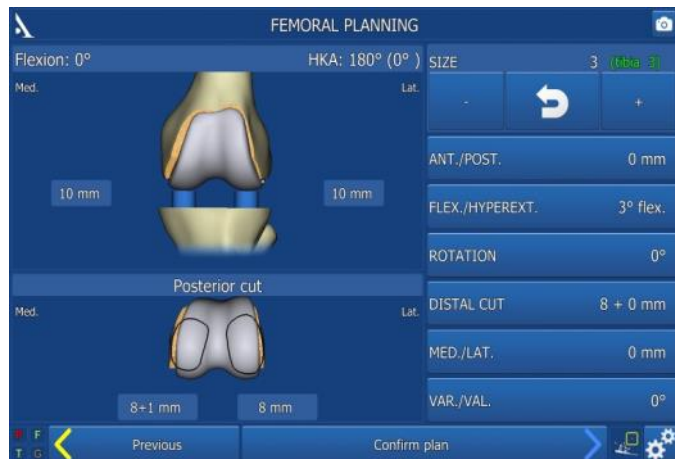 FEMORAL PLANNING
Flexion: 0°
HKA: 180° (0° )
Med.
Lat.
10 mm
10 mm
Posterior cut
Med.
Lat.
8+1 mm
8 mm
SIZE 3 (tibia 3)
- +
ANT./POST. 0 mm
FLEX./HYPEREXT. 3° flex.
ROTATION 0°
DISTAL CUT 8 + 0 mm
MED./LAT. 0 mm
VAR./VAL. 0°
F
T G
Previous
Confirm plan